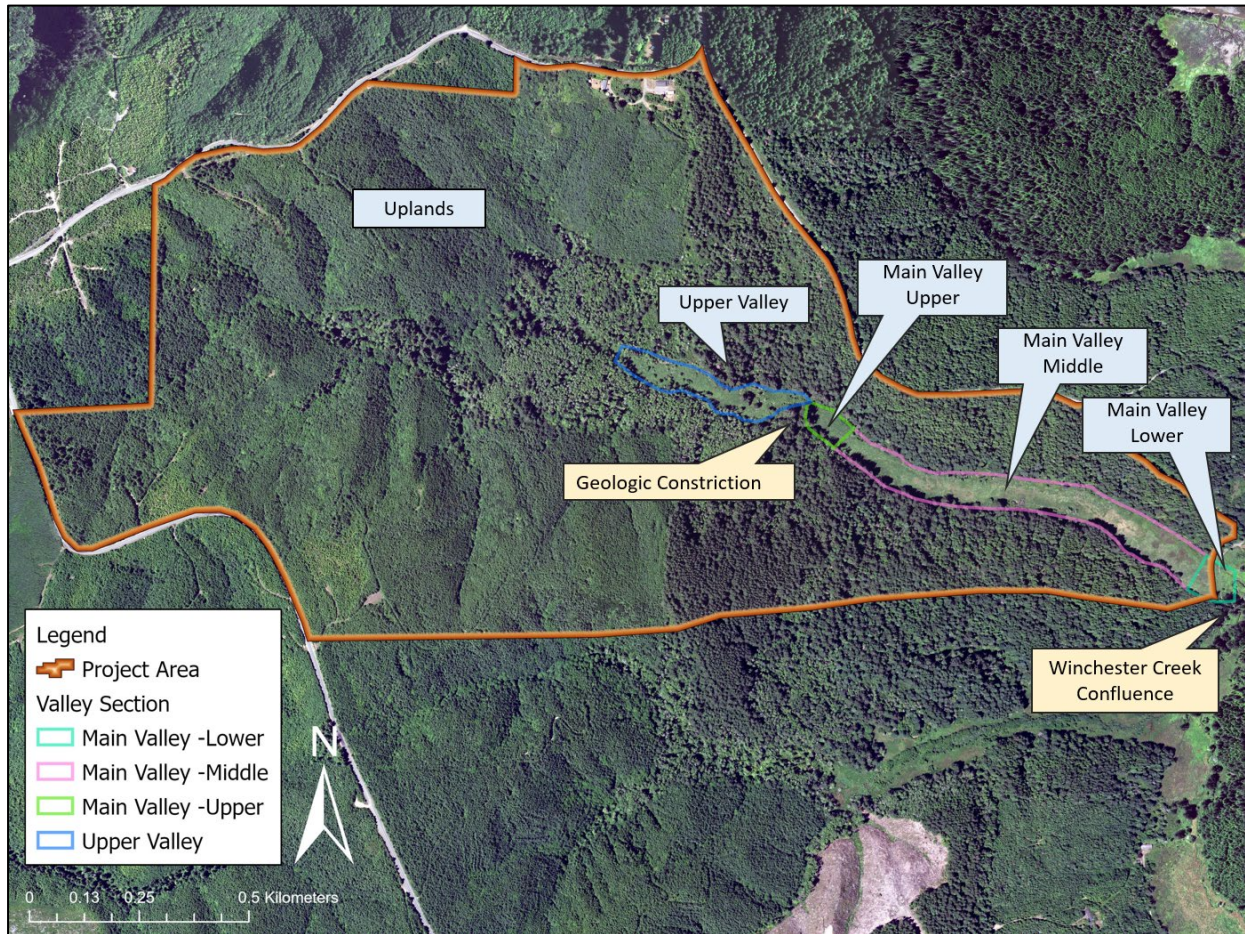 Uplands
Upper Valley
Main Valley
Upper
Main Valley
Middle
Main Valley
Lower
Geologic Constriction
Winchester Creek
Confluence
Legend
Project Area
Valley Section
Main Valley -Lower
Main Valley -Middle
Main Valley -Upper
Upper Valley
N
0 0.13 0.25 0.5 Kilometers